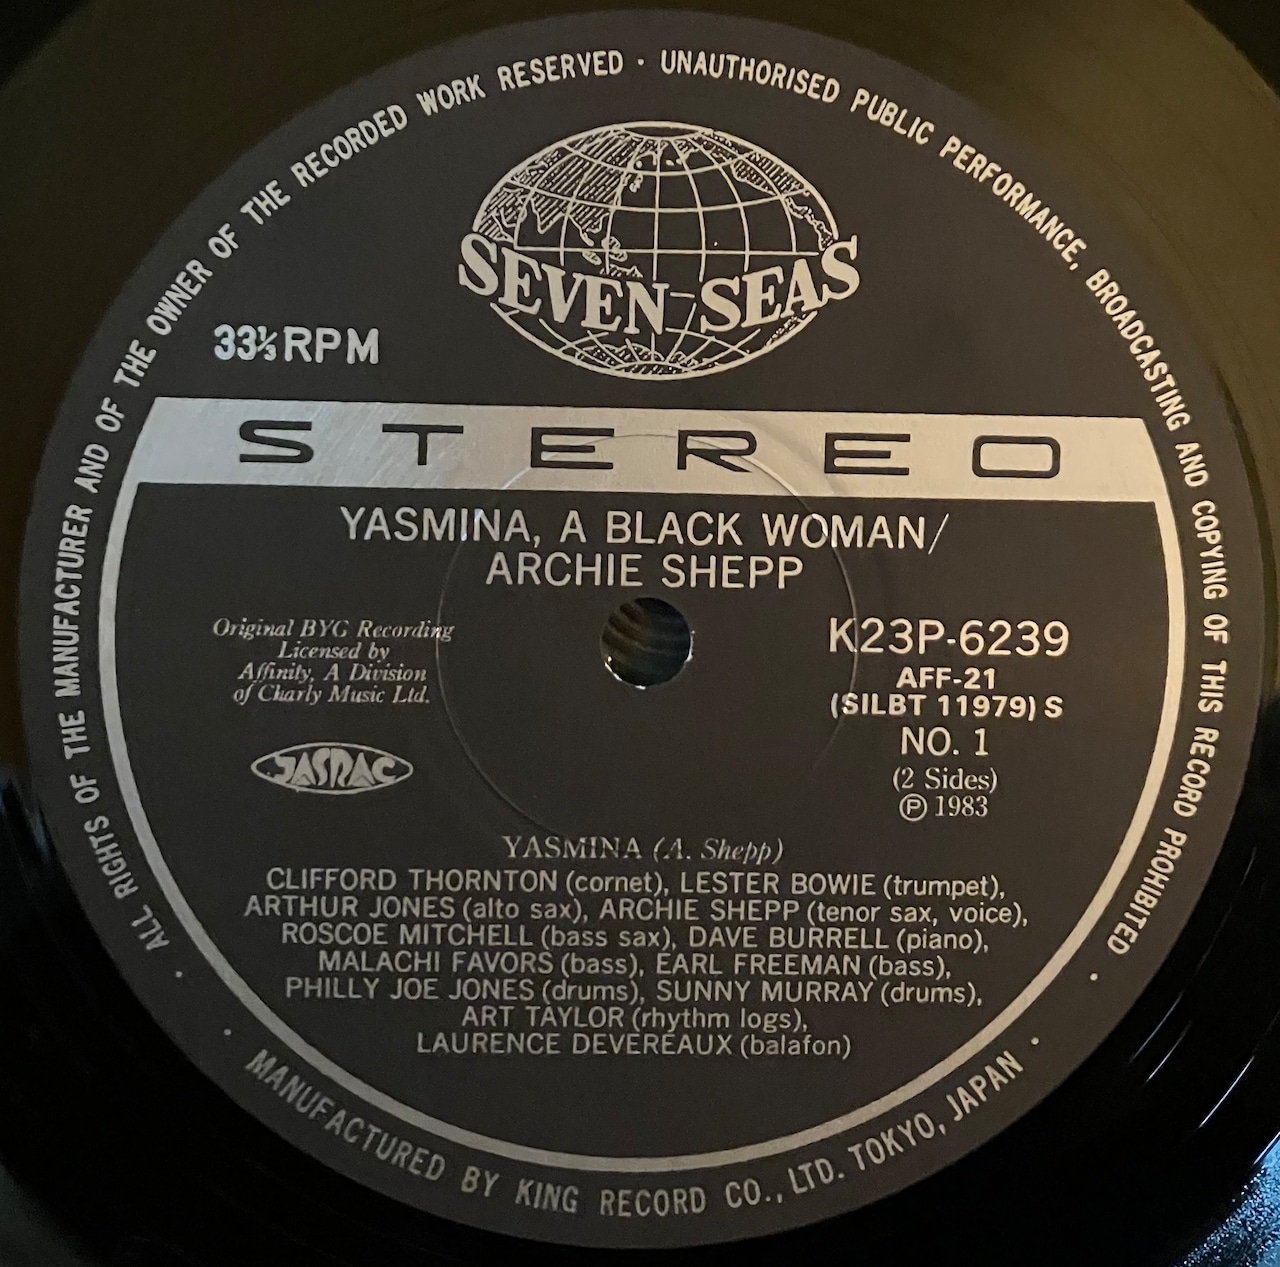 ALL RIGHTS OF THE MANUFACTURER AND OF THE OWNER OF THE RECORDED WORK RESERVED · UNAUTHORISED PUBLIC PERFORMANCE, BROADCASTING AND COPYING OF THIS RECORD PROHIBITED
SEVEN SEAS
33⅓RPM
STEREO
YASMINA, A BLACK WOMAN/
ARCHIE SHEPP
Original BYG Recording
Licensed by
Affinity, A Division
of Charly Music Ltd.
JASRAC
K23P-6239
AFF-21
(SILBT 11979) S
NO. 1
(2 Sides)
Ⓟ 1983
YASMINA (A. Shepp)
CLIFFORD THORNTON (cornet), LESTER BOWIE (trumpet),
ARTHUR JONES (alto sax), ARCHIE SHEPP (tenor sax, voice),
ROSCOE MITCHELL (bass sax), DAVE BURRELL (piano),
MALACHI FAVORS (bass), EARL FREEMAN (bass),
PHILLY JOE JONES (drums), SUNNY MURRAY (drums),
ART TAYLOR (rhythm logs),
LAURENCE DEVEREAUX (balafon)
· MANUFACTURED BY KING RECORD CO., LTD. TOKYO, JAPAN ·